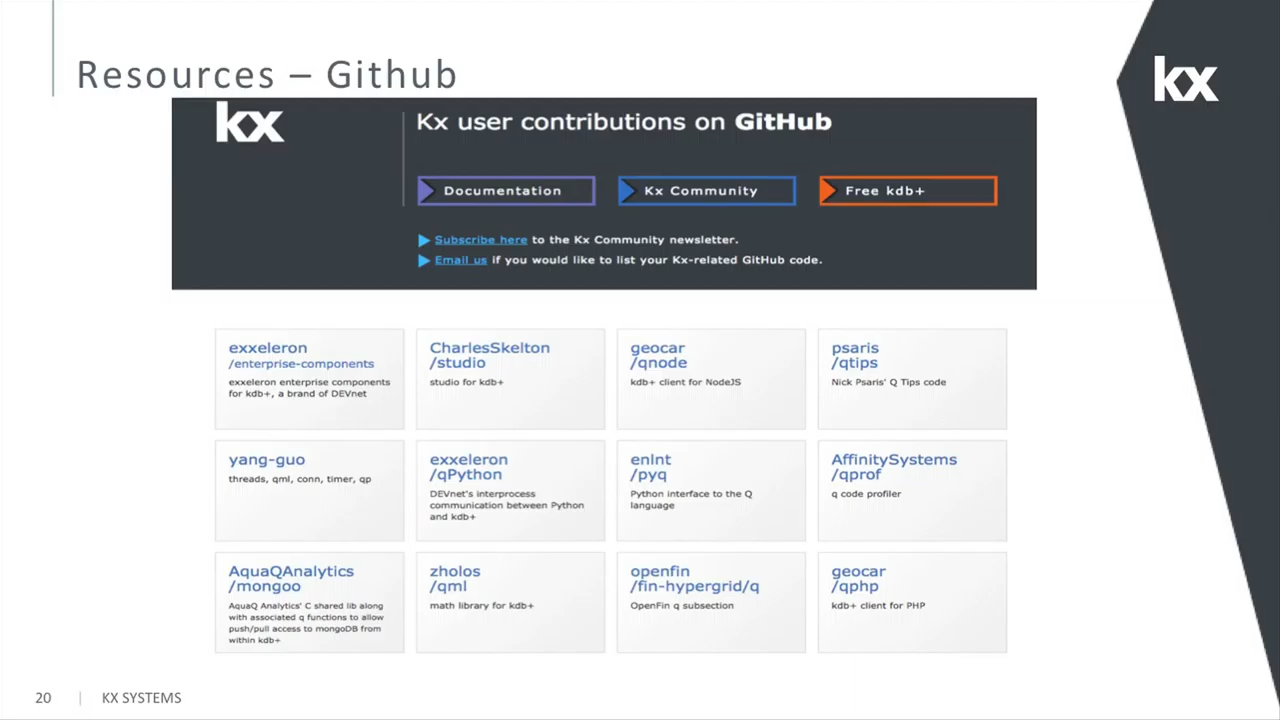 Resources – Github
kx
kx
Kx user contributions on GitHub
Documentation
Kx Community
Free kdb+
Subscribe here to the Kx Community newsletter.
Email us if you would like to list your Kx-related GitHub code.
exxeleron
/enterprise-components
exxeleron enterprise components
for kdb+, a brand of DEVnet
CharlesSkelton
/studio
studio for kdb+
geocar
/qnode
kdb+ client for NodeJS
psaris
/qtips
Nick Psaris' Q Tips code
yang-guo
threads, qml, conn, timer, qp
exxeleron
/qPython
DEVnet's interprocess
communication between Python
and kdb+
enlnt
/pyq
Python interface to the Q
language
AffinitySystems
/qprof
q code profiler
AquaQAnalytics
/mongoo
AquaQ Analytics' C shared lib along
with associated q functions to allow
push/pull access to mongoDB from
within kdb+
zholos
/qml
math library for kdb+
openfin
/fin-hypergrid/q
OpenFin q subsection
geocar
/qphp
kdb+ client for PHP
20 | KX SYSTEMS